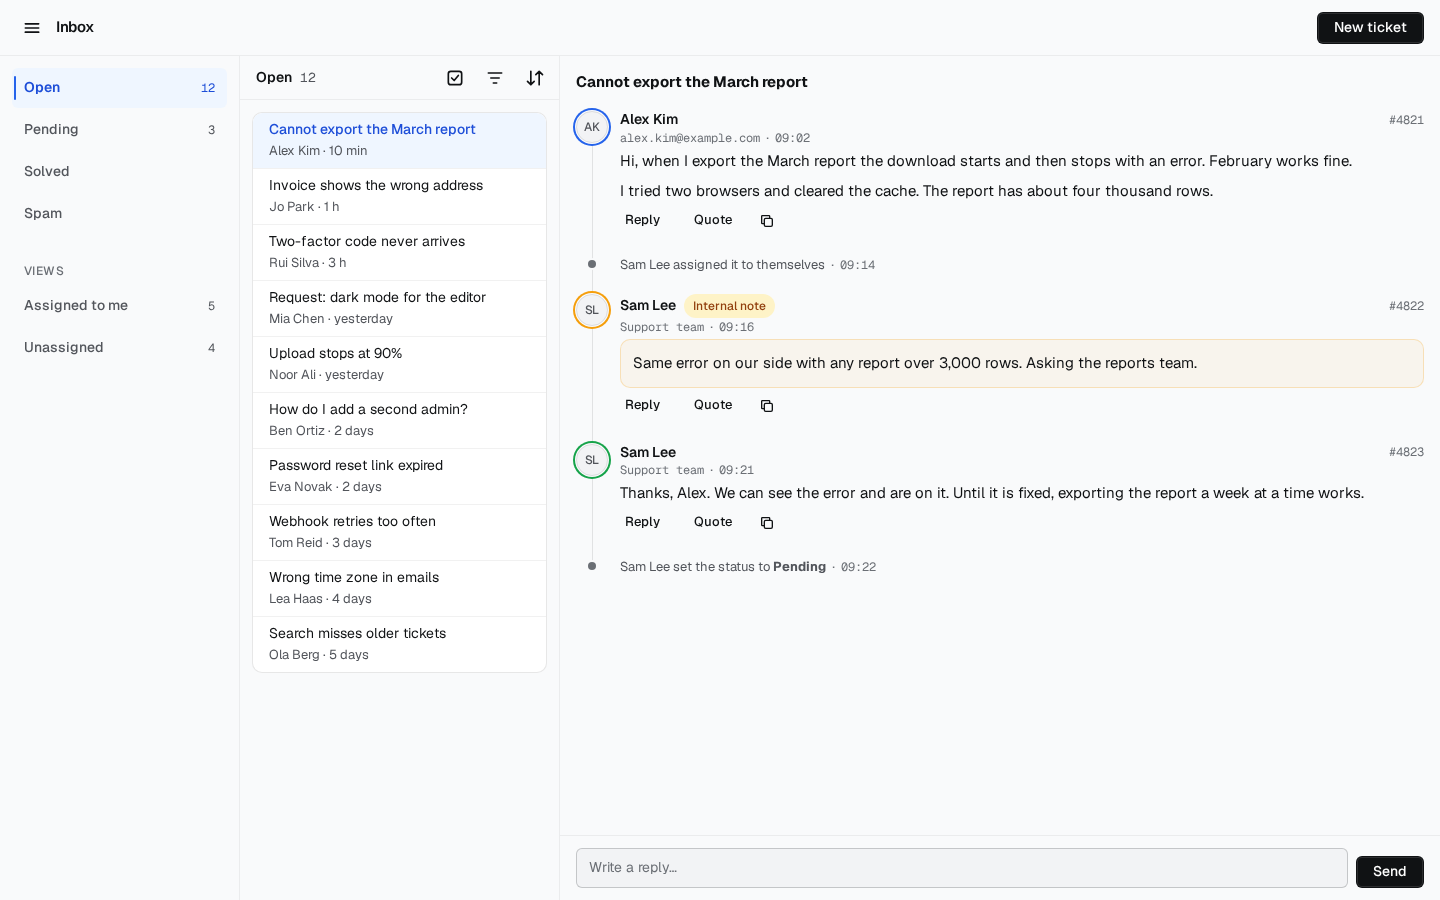 Inbox
New ticket
Open 12
Pending 3
Solved
Spam
VIEWS
Assigned to me 5
Unassigned 4
Open 12
Cannot export the March report
Alex Kim · 10 min
Invoice shows the wrong address
Jo Park · 1 h
Two-factor code never arrives
Rui Silva · 3 h
Request: dark mode for the editor
Mia Chen · yesterday
Upload stops at 90%
Noor Ali · yesterday
How do I add a second admin?
Ben Ortiz · 2 days
Password reset link expired
Eva Novak · 2 days
Webhook retries too often
Tom Reid · 3 days
Wrong time zone in emails
Lea Haas · 4 days
Search misses older tickets
Ola Berg · 5 days
Cannot export the March report
AK Alex Kim #4821
alex.kim@example.com · 09:02
Hi, when I export the March report the download starts and then stops with an error. February works fine.
I tried two browsers and cleared the cache. The report has about four thousand rows.
Reply Quote
Sam Lee assigned it to themselves · 09:14
SL Sam Lee Internal note #4822
Support team · 09:16
Same error on our side with any report over 3,000 rows. Asking the reports team.
Reply Quote
SL Sam Lee #4823
Support team · 09:21
Thanks, Alex. We can see the error and are on it. Until it is fixed, exporting the report a week at a time works.
Reply Quote
Sam Lee set the status to Pending · 09:22
Write a reply…
Send